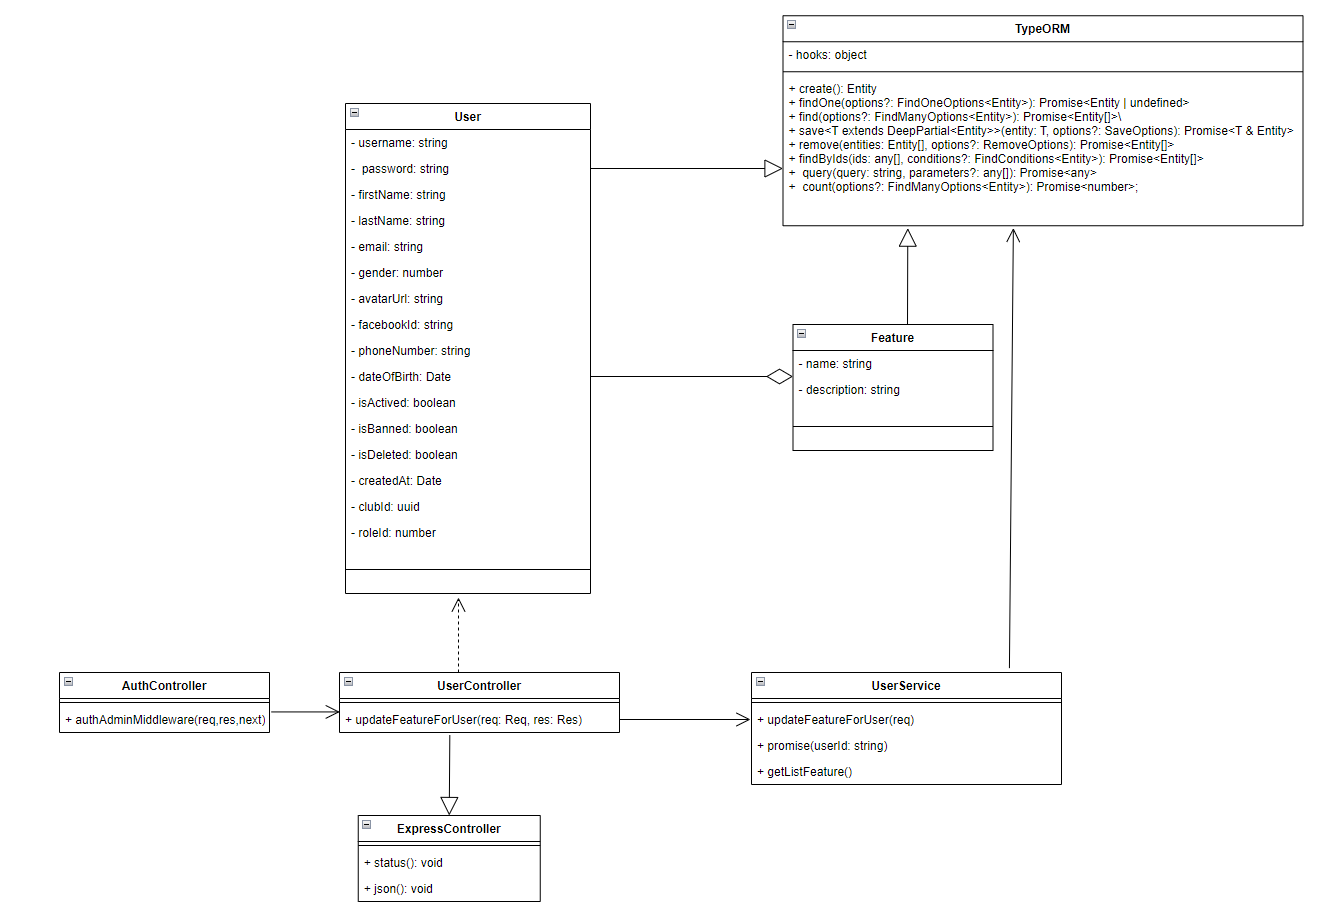 TypeORM
- hooks: object
+ create(): Entity
+ findOne(options?: FindOneOptions<Entity>): Promise<Entity | undefined>
+ find(options?: FindManyOptions<Entity>): Promise<Entity[]>\
+ save<T extends DeepPartial<Entity>>(entity: T, options?: SaveOptions): Promise<T & Entity>
+ remove(entities: Entity[], options?: RemoveOptions): Promise<Entity[]>
+ findByIds(ids: any[], conditions?: FindConditions<Entity>): Promise<Entity[]>
+  query(query: string, parameters?: any[]): Promise<any>
+  count(options?: FindManyOptions<Entity>): Promise<number>;
User
- username: string
-  password: string
- firstName: string
- lastName: string
- email: string
- gender: number
- avatarUrl: string
- facebookId: string
- phoneNumber: string
- dateOfBirth: Date
- isActived: boolean
- isBanned: boolean
- isDeleted: boolean
- createdAt: Date
- clubId: uuid
- roleId: number
Feature
- name: string
- description: string
AuthController
+ authAdminMiddleware(req,res,next)
UserController
+ updateFeatureForUser(req: Req, res: Res)
UserService
+ updateFeatureForUser(req)
+ promise(userId: string)
+ getListFeature()
ExpressController
+ status(): void
+ json(): void